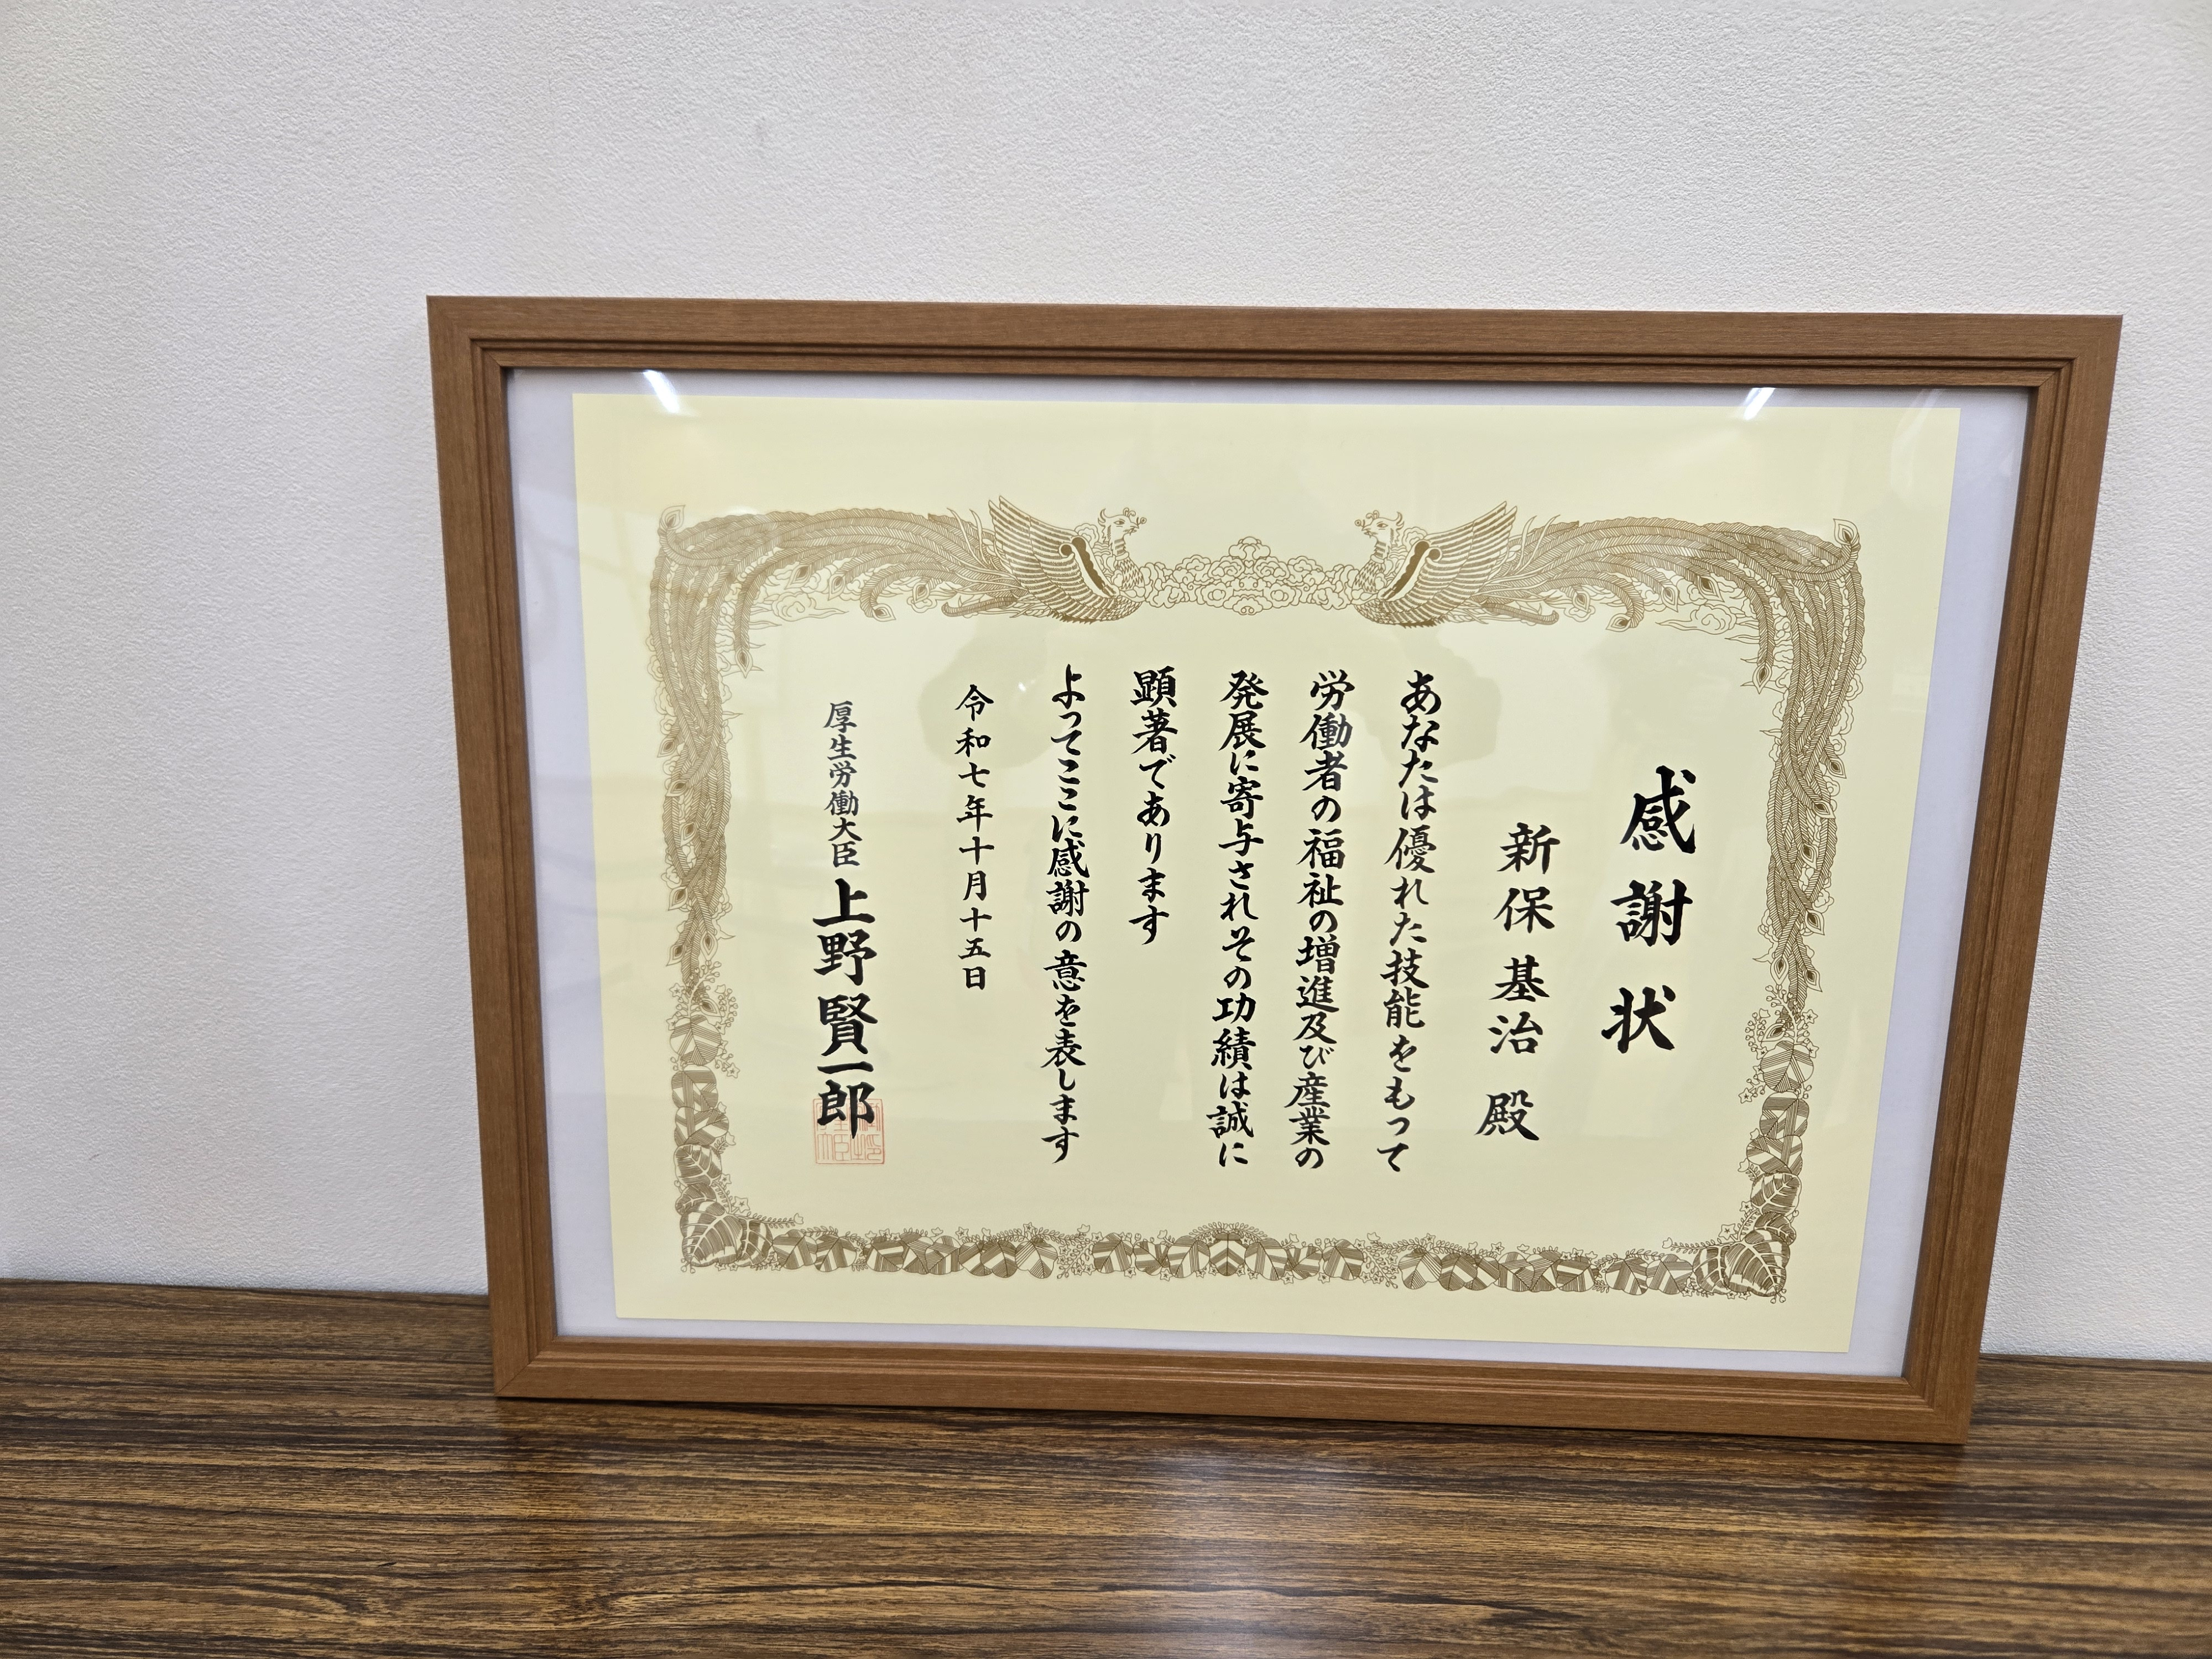 感謝状
新保基治 殿
あなたは優れた技能をもって
労働者の福祉の増進及び産業の
発展に寄与されその功績は誠に
顕著であります
よってここに感謝の意を表します
令和七年十月十五日
厚生労働大臣 上野賢一郎